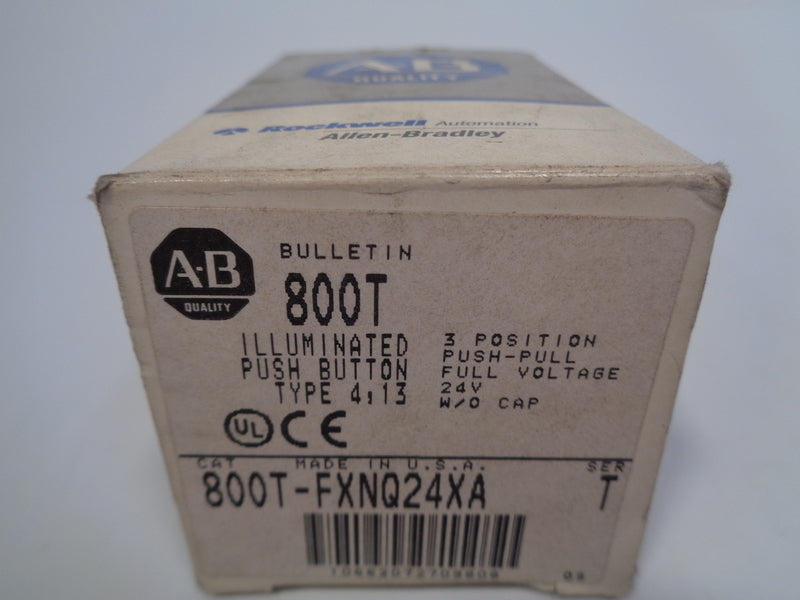 A-B
QUALITY
Rockwell Automation
Allen-Bradley
A-B
QUALITY
BULLETIN
800T
ILLUMINATED
PUSH BUTTON
TYPE 4,13
3 POSITION
PUSH-PULL
FULL VOLTAGE
24V
W/O CAP
UL CE
CAT MADE IN U.S.A. SER
800T-FXNQ24XA T